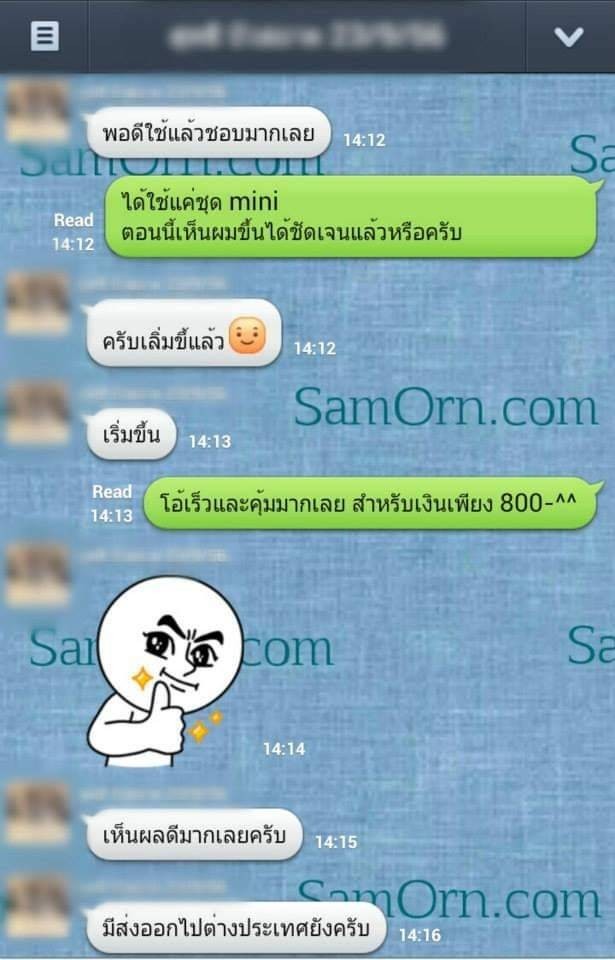 พอดีใช้แล้วชอบมากเลย
14:12
SamOrn.com
Sa
ได้ใช้แค่ชุด mini
ตอนนี้เห็นผมขึ้นได้ชัดเจนแล้วหรือครับ
Read
14:12
ครับเลิ่มขี้แล้ว
14:12
SamOrn.com
เริ่มขึ้น
14:13
Read
14:13
โอ้เร็วและคุ้มมากเลย สำหรับเงินเพียง 800-^^
Sa
com
Sa
14:14
เห็นผลดีมากเลยครับ
14:15
SamOrn.com
มีส่งออกไปต่างประเทศยังครับ
14:16